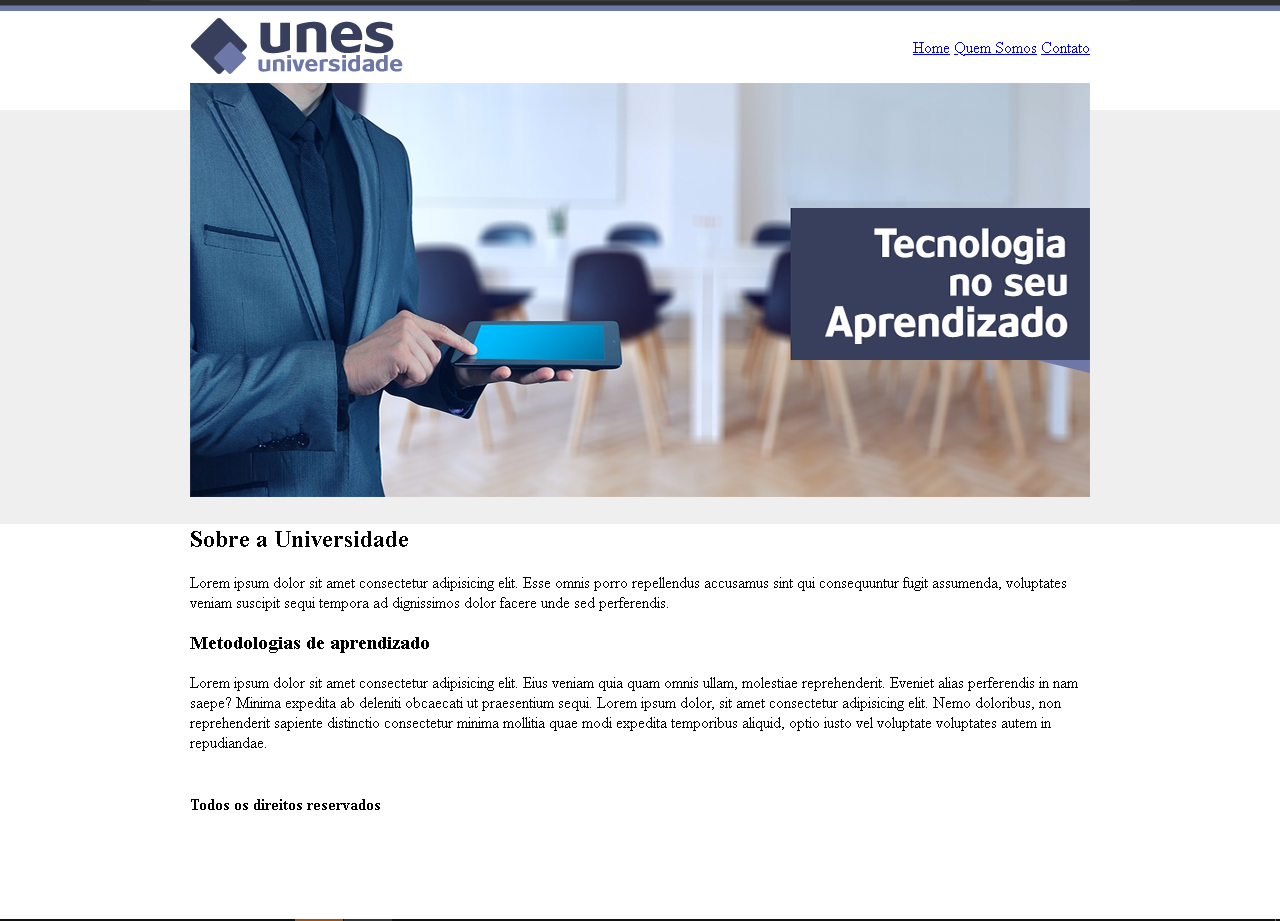 unes
universidade
Home Quem Somos Contato
Tecnologia
no seu
Aprendizado
Sobre a Universidade
Lorem ipsum dolor sit amet consectetur adipisicing elit. Esse omnis porro repellendus accusamus sint qui consequuntur fugit assumenda, voluptates
veniam suscipit sequi tempora ad dignissimos dolor facere unde sed perferendis.
Metodologias de aprendizado
Lorem ipsum dolor sit amet consectetur adipisicing elit. Eius veniam quia quam omnis ullam, molestiae reprehenderit. Eveniet alias perferendis in nam
saepe? Minima expedita ab deleniti obcaecati ut praesentium sequi. Lorem ipsum dolor, sit amet consectetur adipisicing elit. Nemo doloribus, non
reprehenderit sapiente distinctio consectetur minima mollitia quae modi expedita temporibus aliquid, optio iusto vel voluptate voluptates autem in
repudiandae.
Todos os direitos reservados